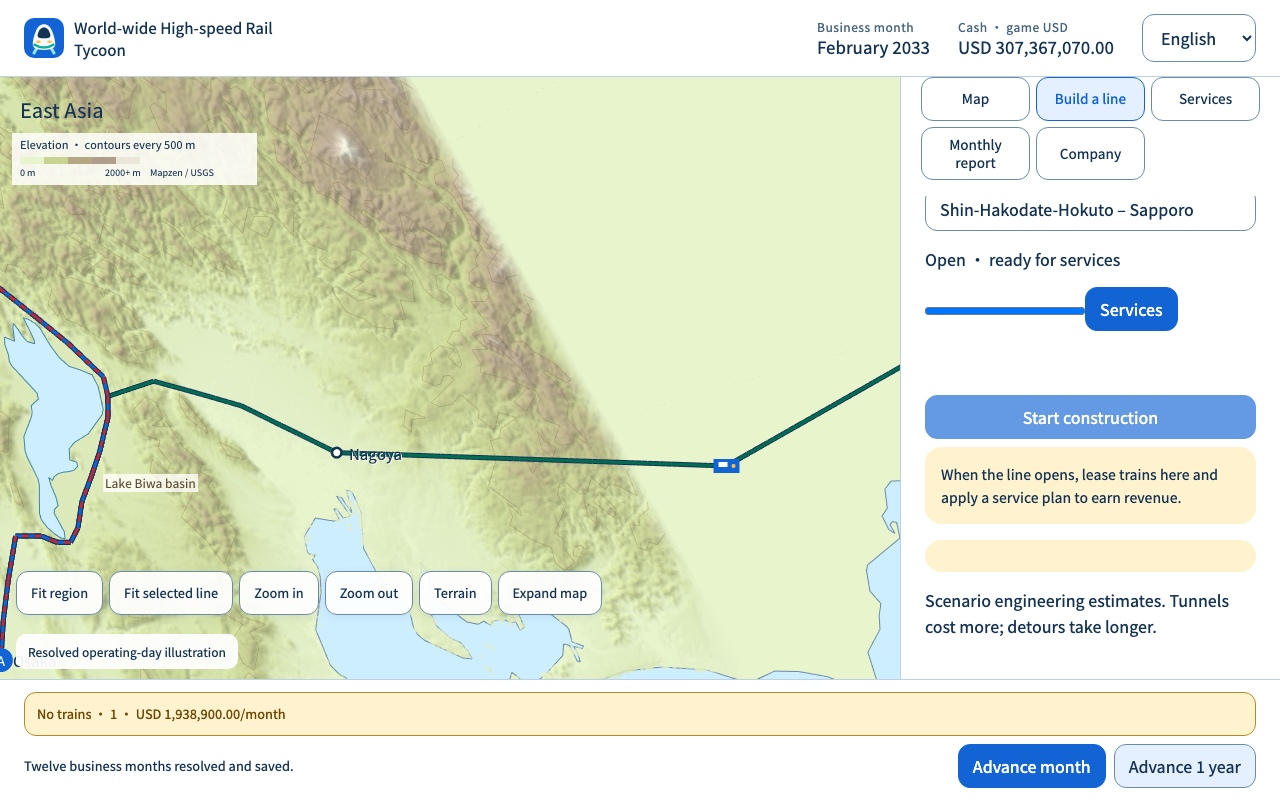 World-wide High-speed Rail
Tycoon
Business month
February 2033
Cash • game USD
USD 307,367,070.00
English
East Asia
Elevation • contours every 500 m
0 m
2000+ m
Mapzen / USGS
Map
Build a line
Services
Monthly
report
Company
Shin-Hakodate-Hokuto – Sapporo
Open • ready for services
Services
Start construction
When the line opens, lease trains here and
apply a service plan to earn revenue.
Scenario engineering estimates. Tunnels
cost more; detours take longer.
Nagoya
Lake Biwa basin
Fit region
Fit selected line
Zoom in
Zoom out
Terrain
Expand map
A
Resolved operating-day illustration
No trains • 1 • USD 1,938,900.00/month
Twelve business months resolved and saved.
Advance month
Advance 1 year